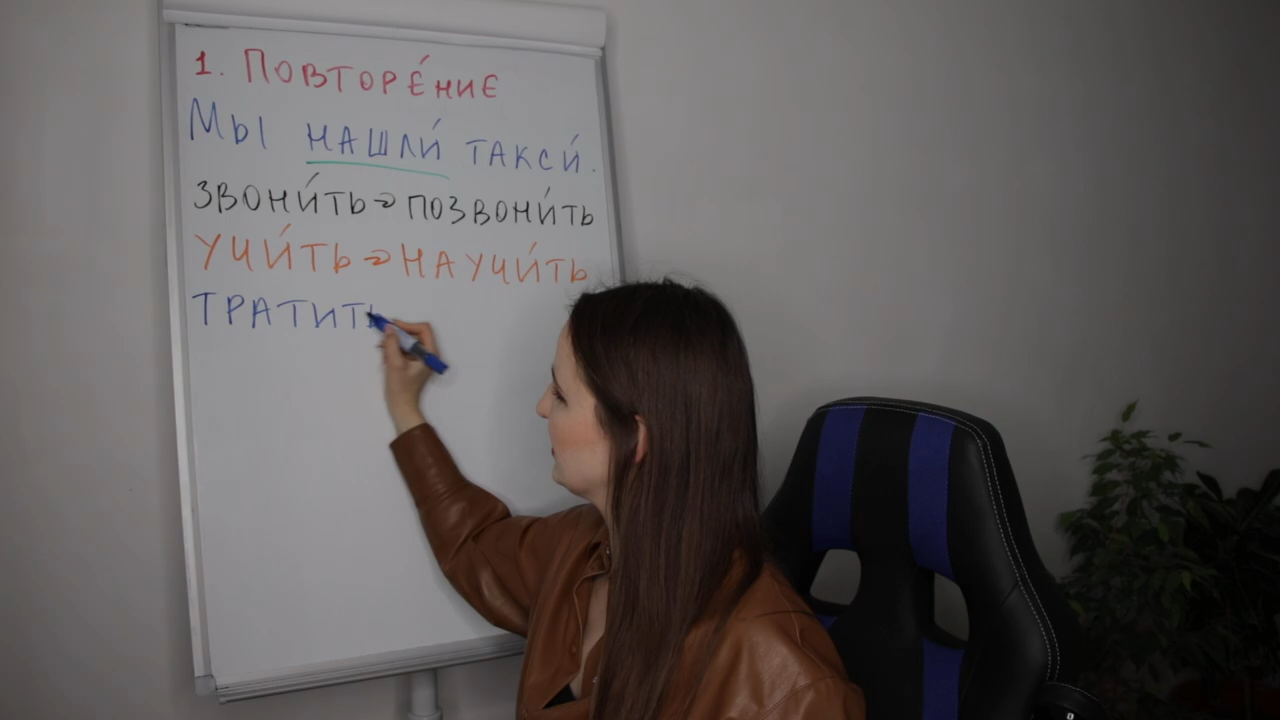 1. Повторе́ние
Мы нашли́ такси́.
звони́ть → позвони́ть
учи́ть → научи́ть
тратить